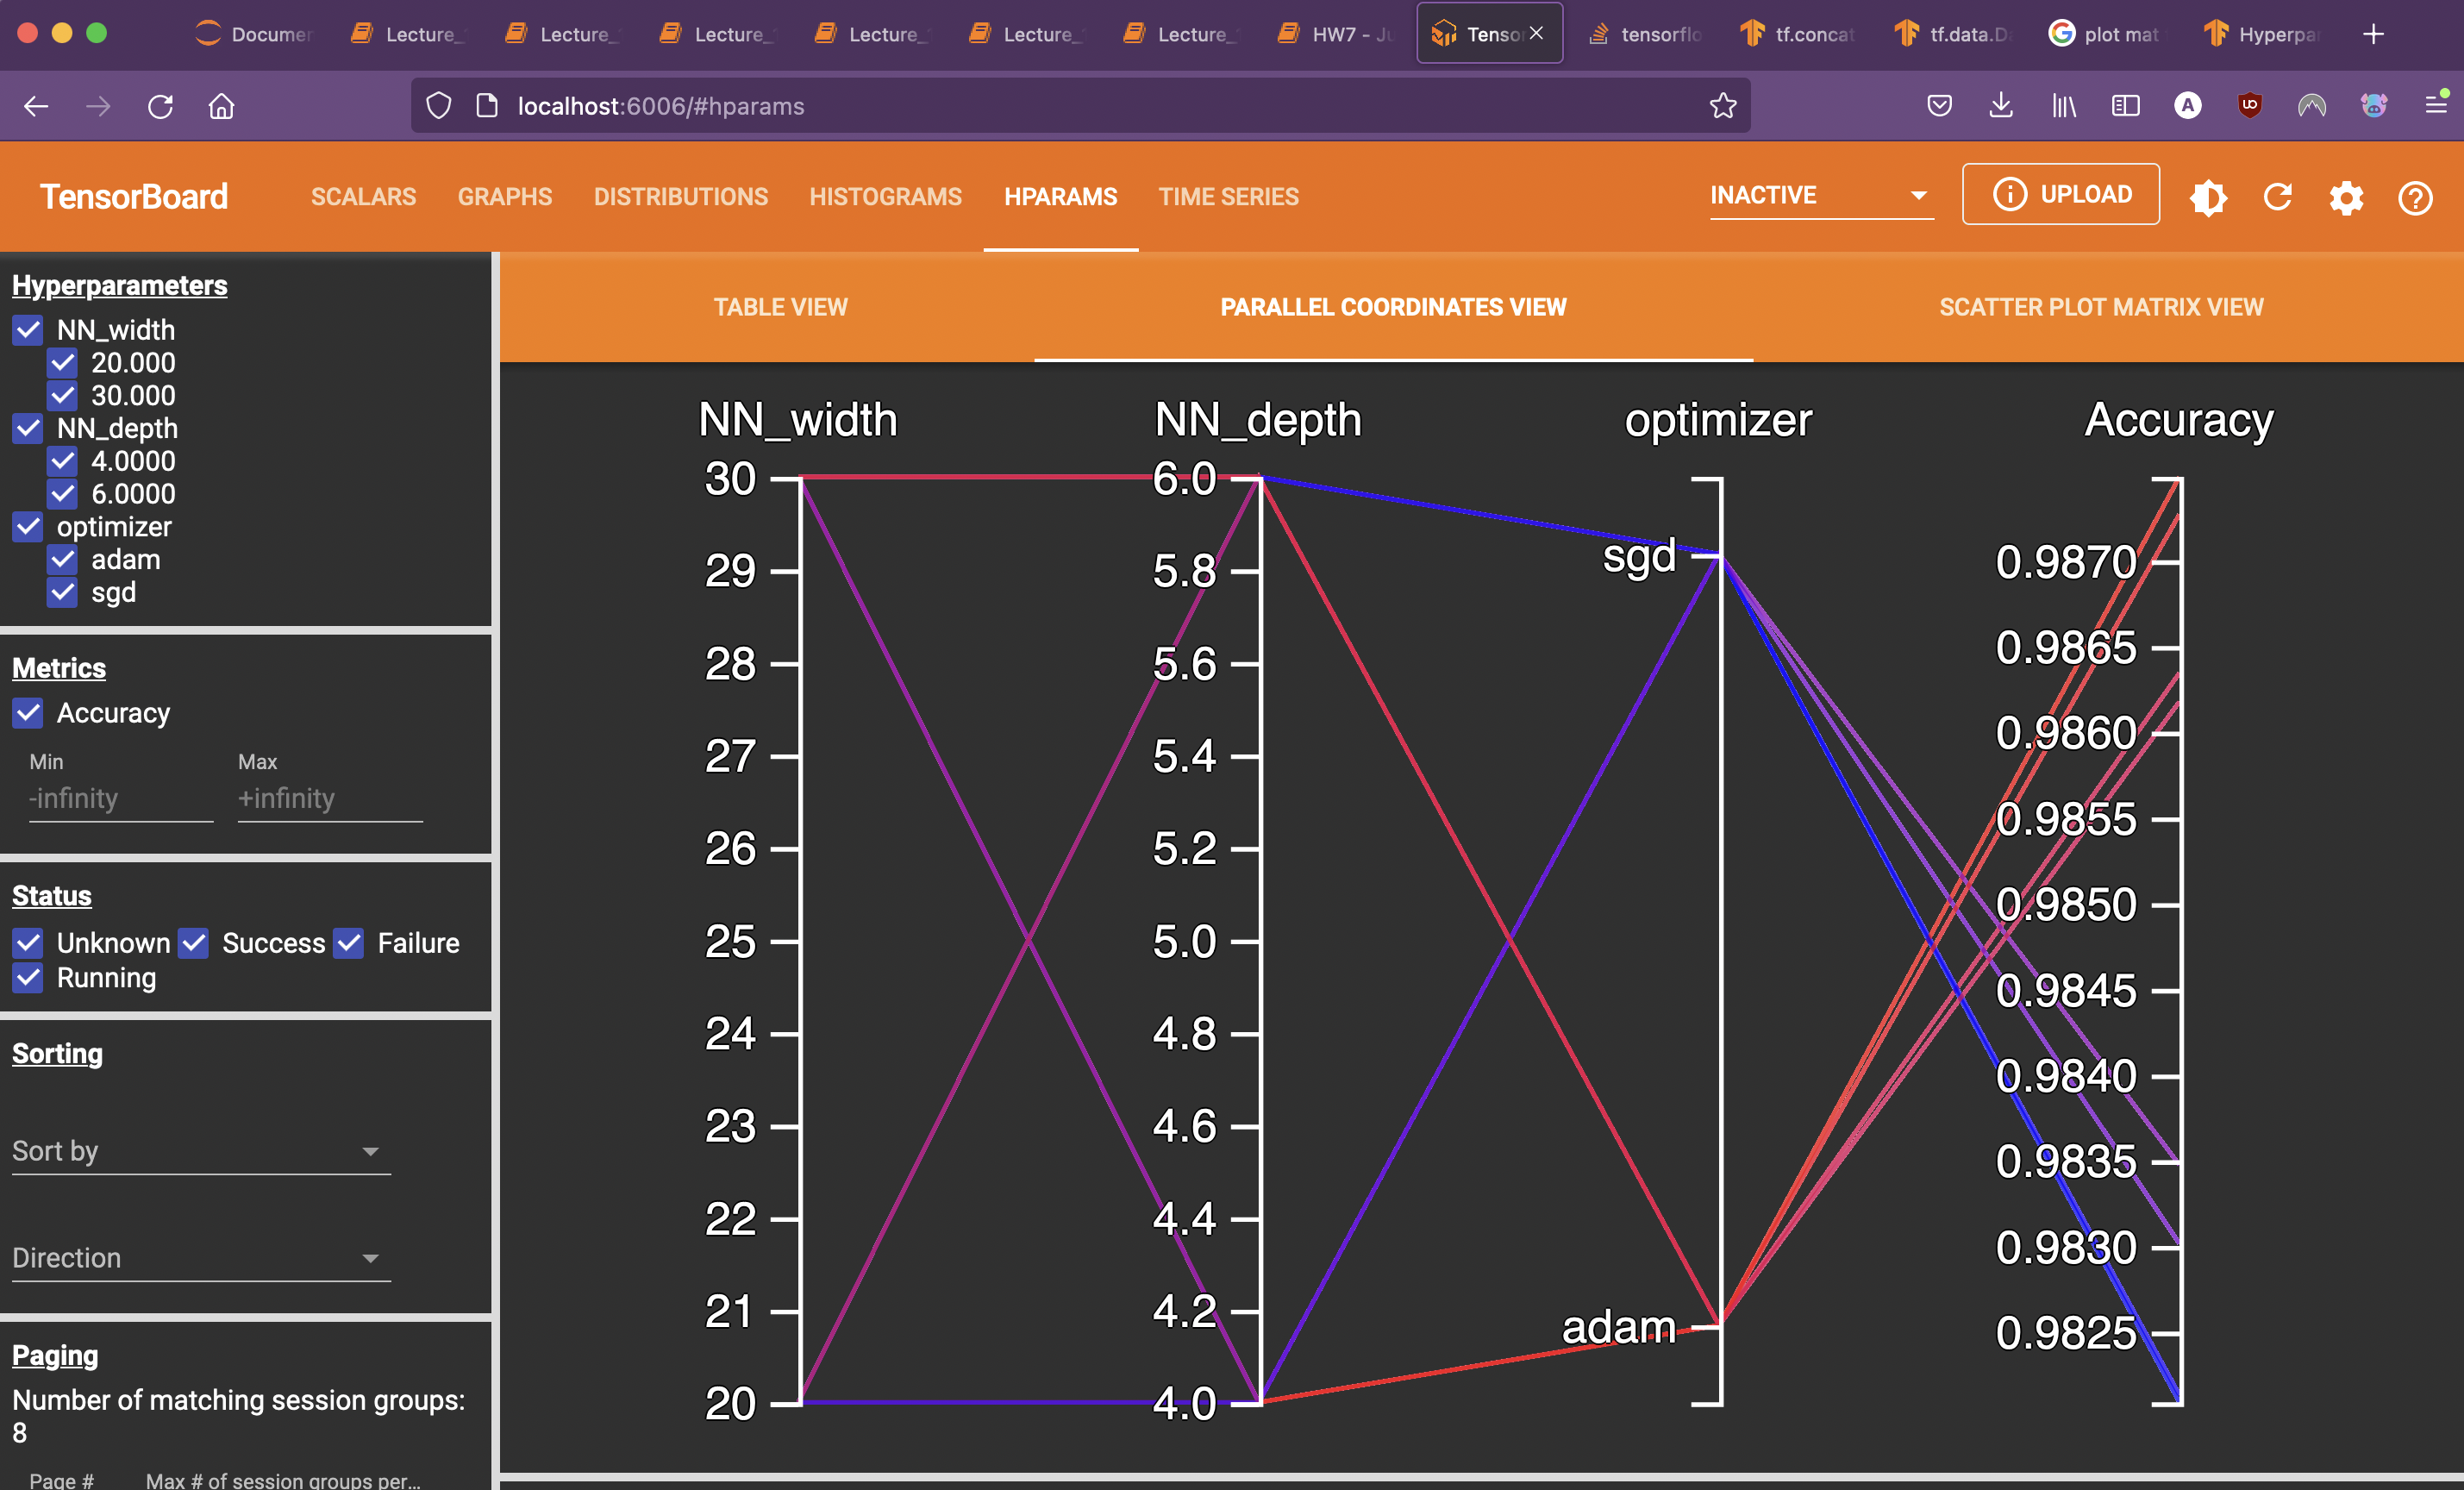 Documen
Lecture_
Lecture_
Lecture_
Lecture_
Lecture_
Lecture_
HW7 - Ju
Tenso
tensorflo
tf.concat
tf.data.D
plot mat
Hyperpa
localhost:6006/#hparams
TensorBoard
SCALARS
GRAPHS
DISTRIBUTIONS
HISTOGRAMS
HPARAMS
TIME SERIES
INACTIVE
UPLOAD
Hyperparameters
NN_width
20.000
30.000
NN_depth
4.0000
6.0000
optimizer
adam
sgd
Metrics
Accuracy
Min Max
-infinity +infinity
Status
Unknown Success Failure
Running
Sorting
Sort by
Direction
Paging
Number of matching session groups:
8
Page # Max # of session groups per...
TABLE VIEW
PARALLEL COORDINATES VIEW
SCATTER PLOT MATRIX VIEW
NN_width
30
29
28
27
26
25
24
23
22
21
20
NN_depth
6.0
5.8
5.6
5.4
5.2
5.0
4.8
4.6
4.4
4.2
4.0
optimizer
sgd
adam
Accuracy
0.9870
0.9865
0.9860
0.9855
0.9850
0.9845
0.9840
0.9835
0.9830
0.9825